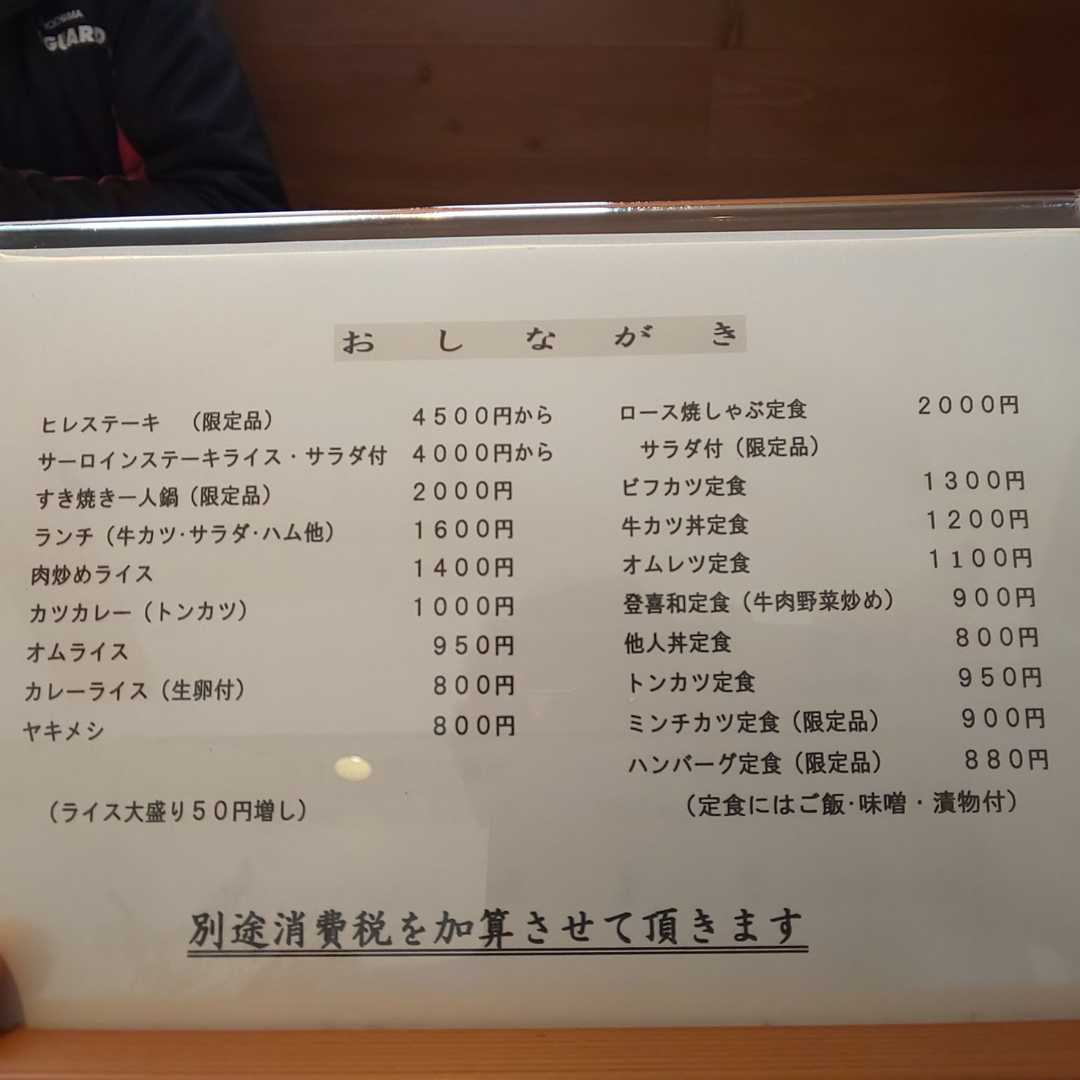 GUARD
おしながき
ヒレステーキ　（限定品）　４５００円から
サーロインステーキライス・サラダ付　４０００円から
すき焼き一人鍋（限定品）　２０００円
ランチ（牛カツ･サラダ･ハム他）　１６００円
肉炒めライス　１４００円
カツカレー（トンカツ）　１０００円
オムライス　９５０円
カレーライス（生卵付）　８００円
ヤキメシ　８００円
（ライス大盛り５０円増し）
ロース焼しゃぶ定食　２０００円
サラダ付（限定品）
ビフカツ定食　１３００円
牛カツ丼定食　１２００円
オムレツ定食　１１００円
登喜和定食（牛肉野菜炒め）　９００円
他人丼定食　８００円
トンカツ定食　９５０円
ミンチカツ定食（限定品）　９００円
ハンバーグ定食（限定品）　８８０円
（定食にはご飯･味噌・漬物付）
別途消費税を加算させて頂きます